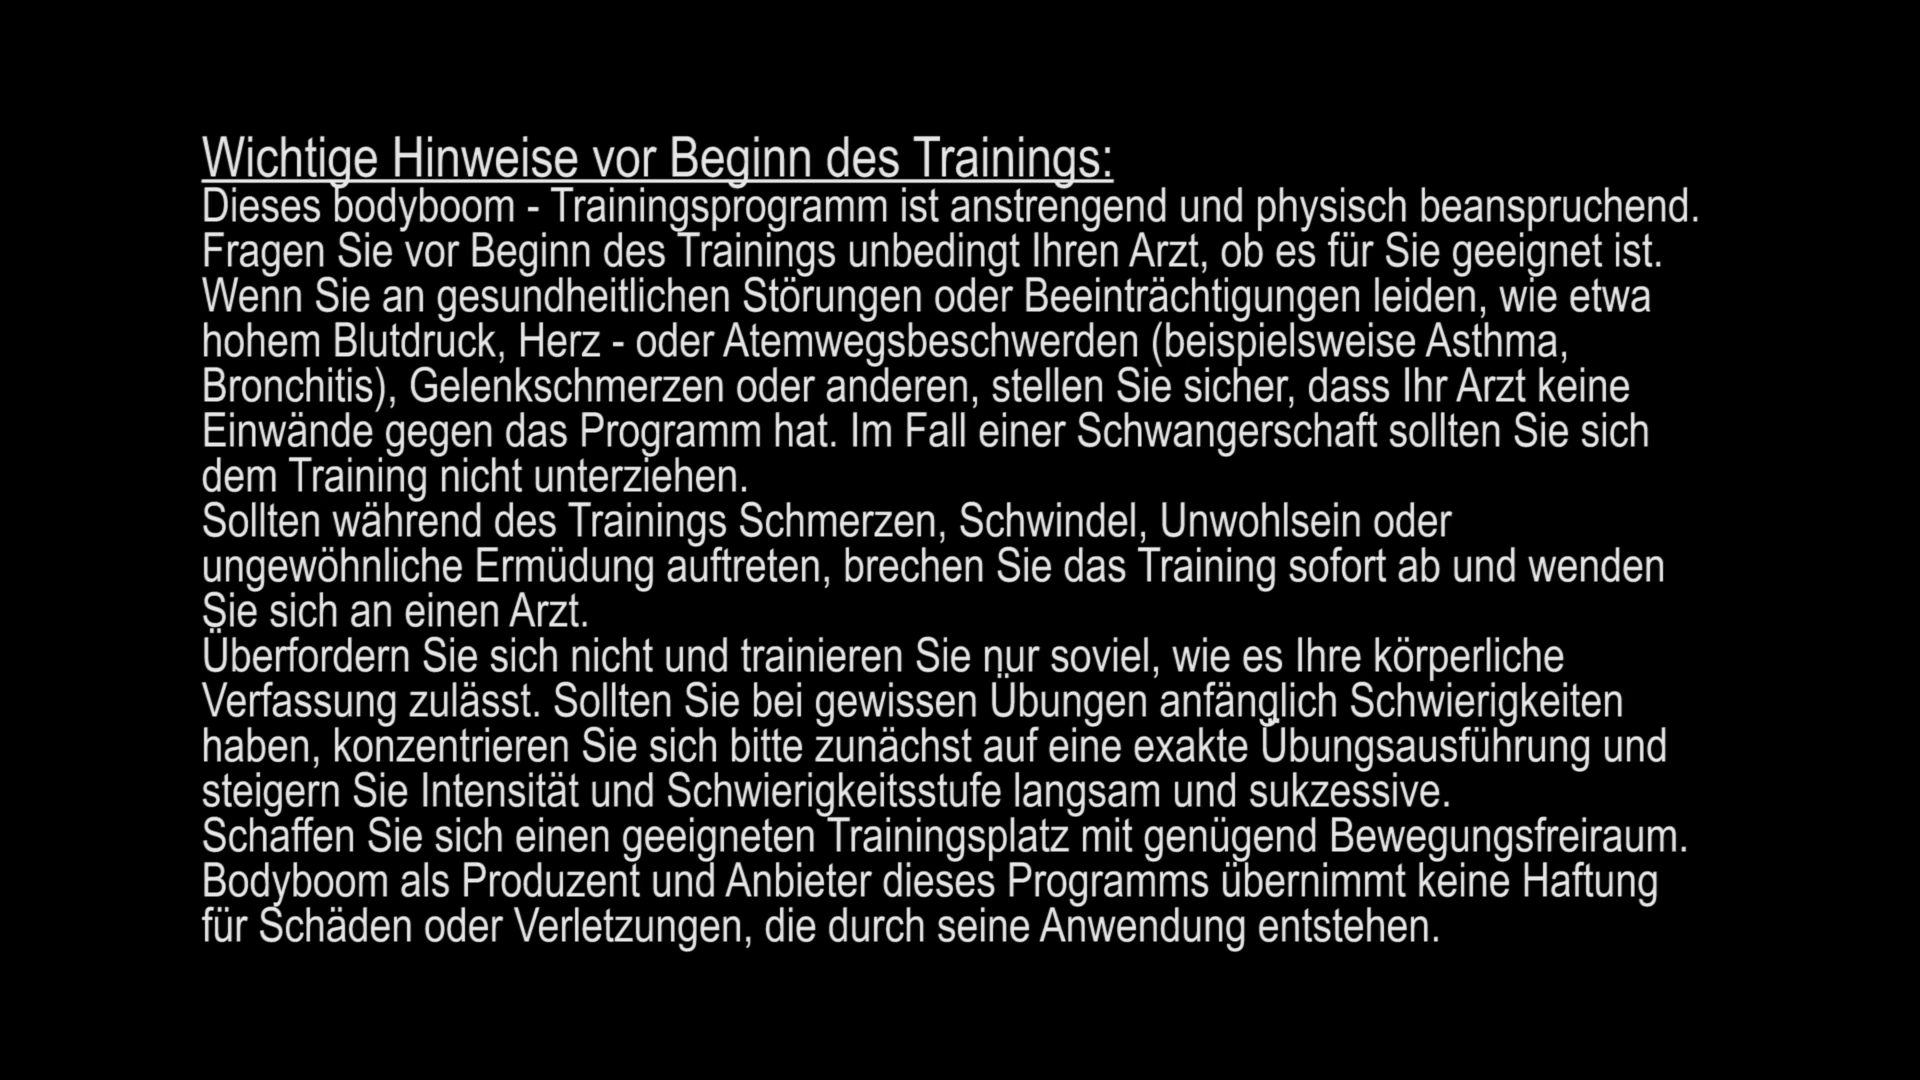 Wichtige Hinweise vor Beginn des Trainings:
Dieses bodyboom - Trainingsprogramm ist anstrengend und physisch beanspruchend.
Fragen Sie vor Beginn des Trainings unbedingt Ihren Arzt, ob es für Sie geeignet ist.
Wenn Sie an gesundheitlichen Störungen oder Beeinträchtigungen leiden, wie etwa
hohem Blutdruck, Herz - oder Atemwegsbeschwerden (beispielsweise Asthma,
Bronchitis), Gelenkschmerzen oder anderen, stellen Sie sicher, dass Ihr Arzt keine
Einwände gegen das Programm hat. Im Fall einer Schwangerschaft sollten Sie sich
dem Training nicht unterziehen.
Sollten während des Trainings Schmerzen, Schwindel, Unwohlsein oder
ungewöhnliche Ermüdung auftreten, brechen Sie das Training sofort ab und wenden
Sie sich an einen Arzt.
Überfordern Sie sich nicht und trainieren Sie nur soviel, wie es Ihre körperliche
Verfassung zulässt. Sollten Sie bei gewissen Übungen anfänglich Schwierigkeiten
haben, konzentrieren Sie sich bitte zunächst auf eine exakte Übungsausführung und
steigern Sie Intensität und Schwierigkeitsstufe langsam und sukzessive.
Schaffen Sie sich einen geeigneten Trainingsplatz mit genügend Bewegungsfreiraum.
Bodyboom als Produzent und Anbieter dieses Programms übernimmt keine Haftung
für Schäden oder Verletzungen, die durch seine Anwendung entstehen.